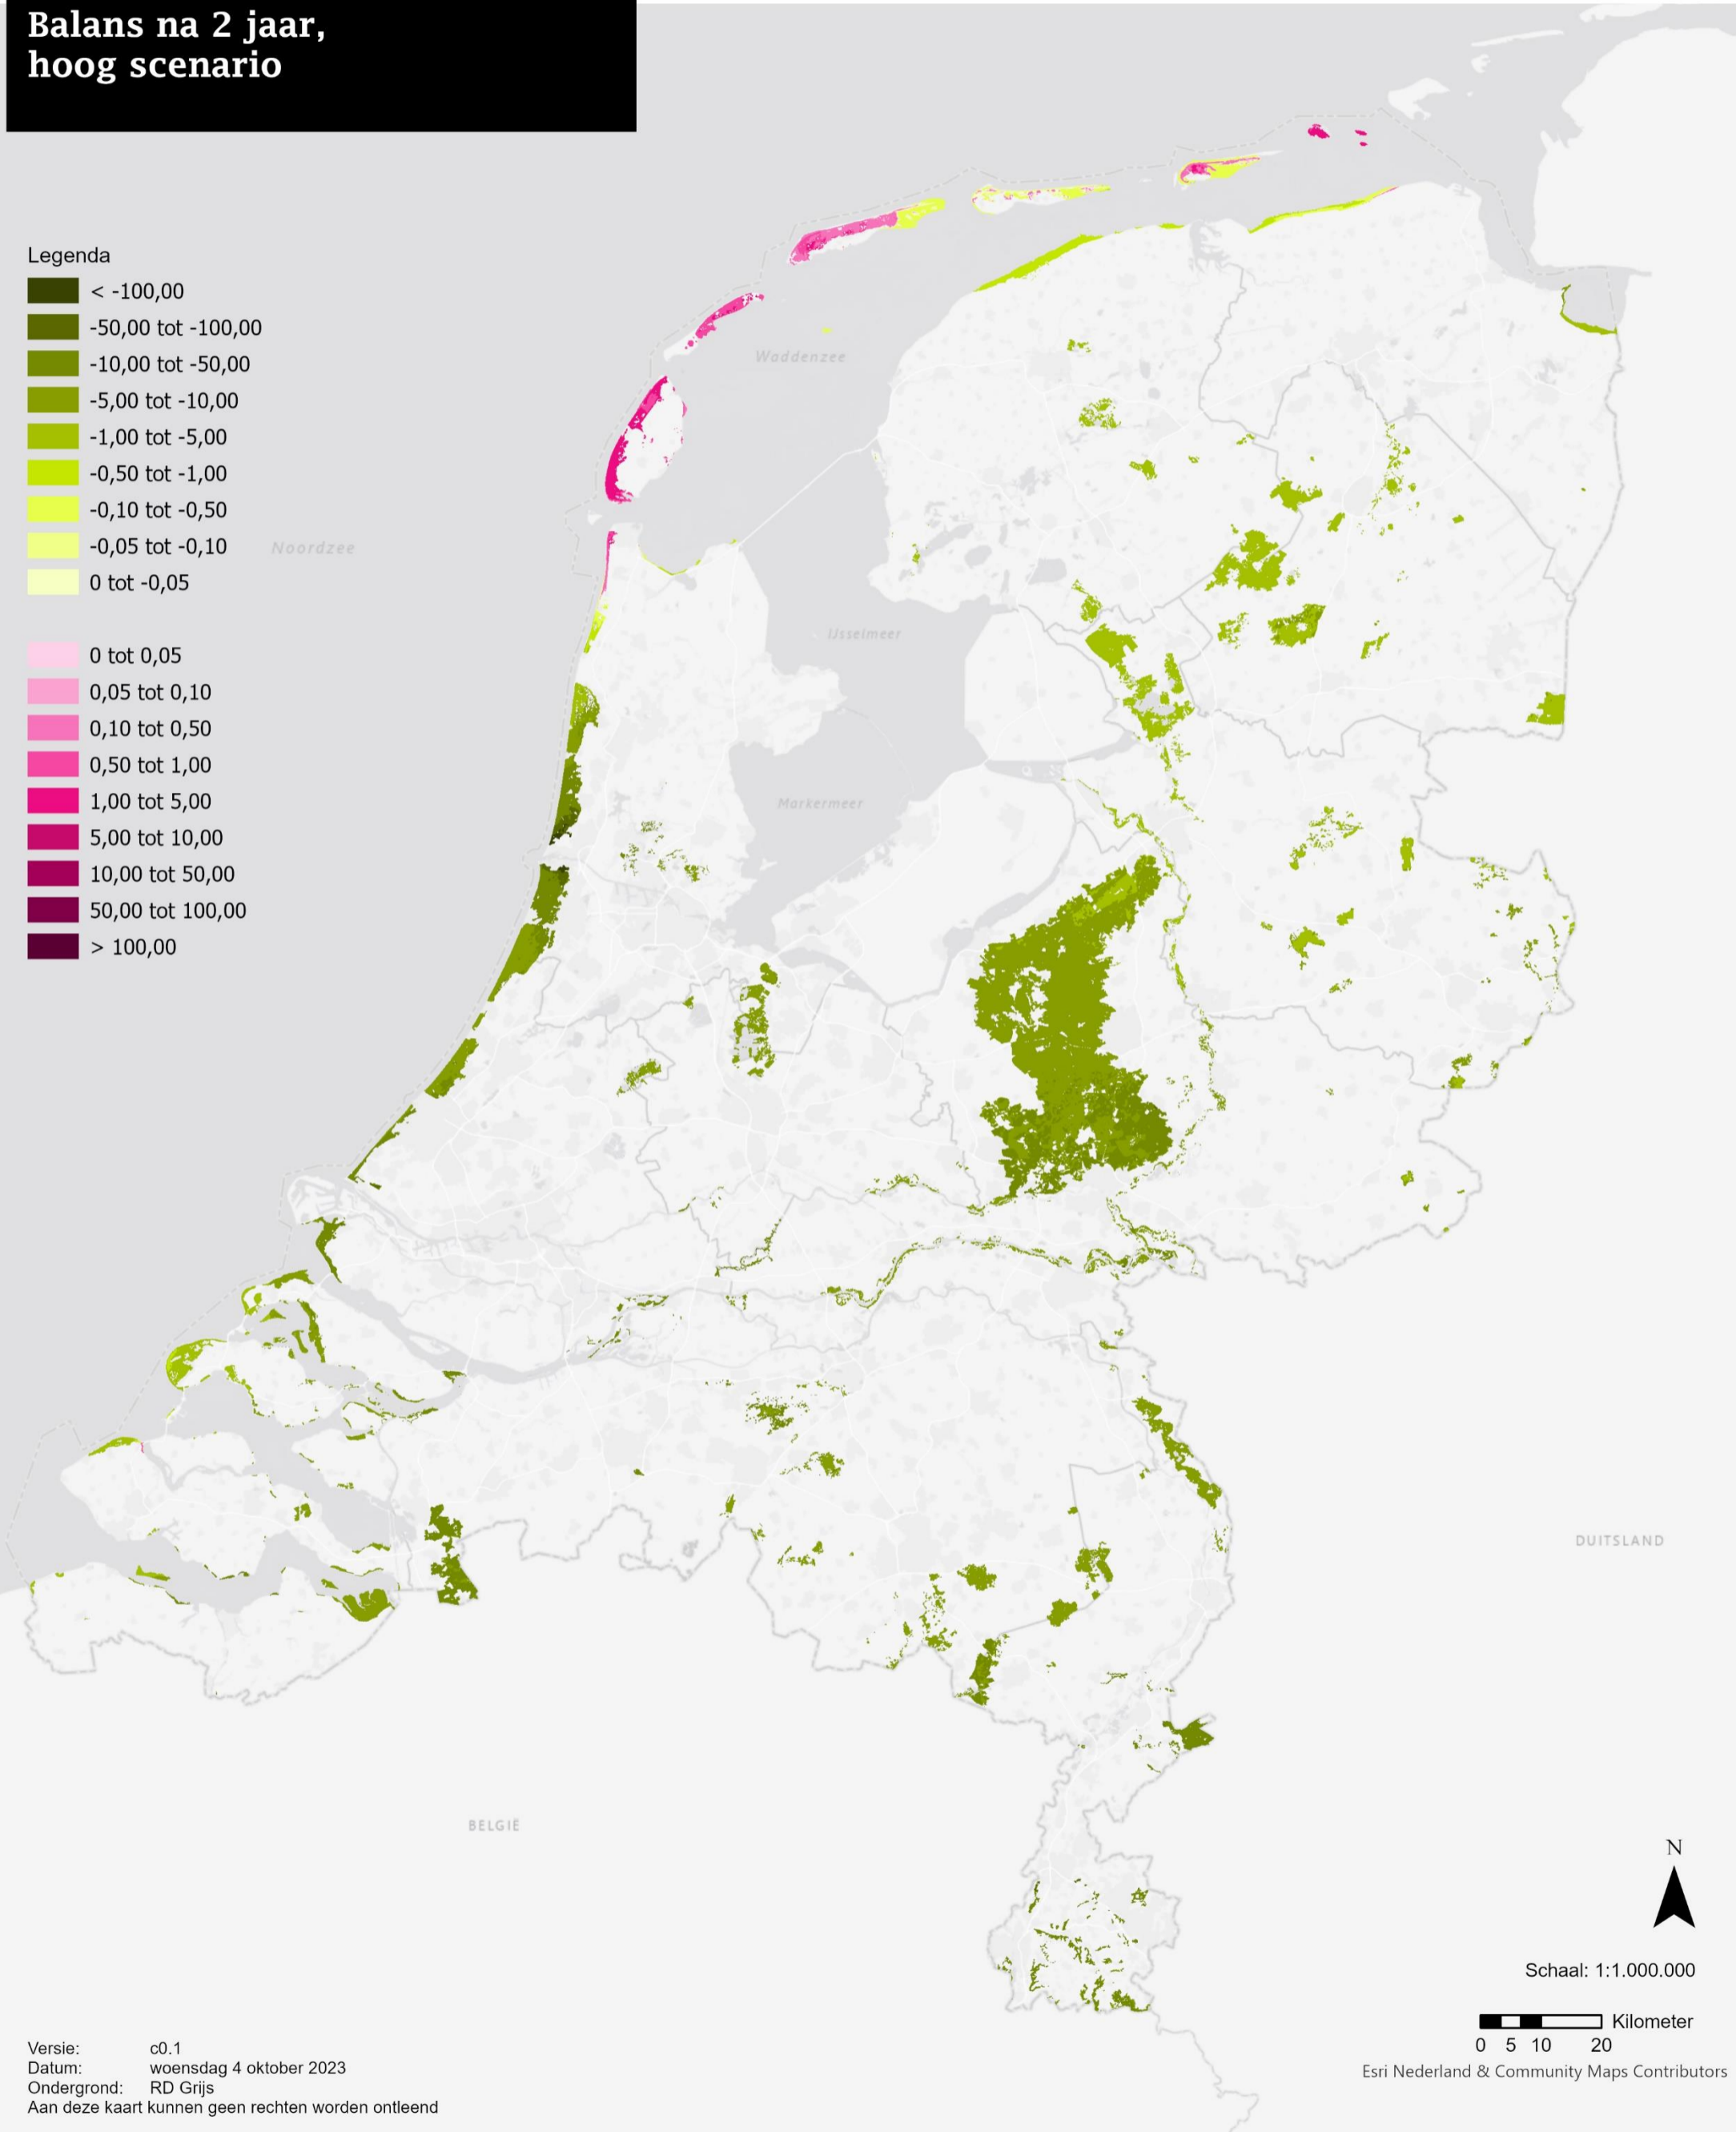 Balans na 2 jaar,
hoog scenario
Legenda
< -100,00
-50,00 tot -100,00
-10,00 tot -50,00
-5,00 tot -10,00
-1,00 tot -5,00
-0,50 tot -1,00
-0,10 tot -0,50
-0,05 tot -0,10
0 tot -0,05
0 tot 0,05
0,05 tot 0,10
0,10 tot 0,50
0,50 tot 1,00
1,00 tot 5,00
5,00 tot 10,00
10,00 tot 50,00
50,00 tot 100,00
> 100,00
Waddenzee
Noordzee
IJsselmeer
Markermeer
DUITSLAND
BELGIË
N
Schaal: 1:1.000.000
Kilometer
0 5 10 20
Esri Nederland & Community Maps Contributors
Versie: c0.1
Datum: woensdag 4 oktober 2023
Ondergrond: RD Grijs
Aan deze kaart kunnen geen rechten worden ontleend